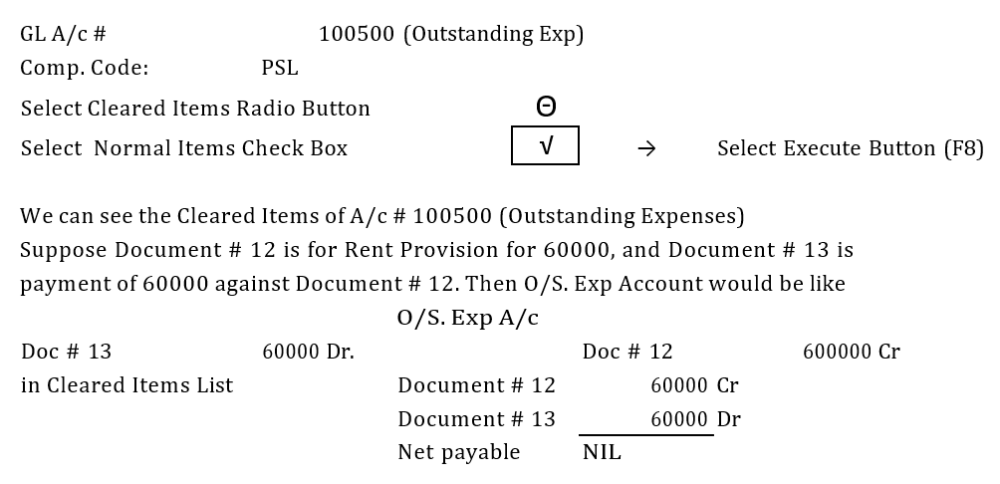 GL A/c # 100500 (Outstanding Exp)
Comp. Code: PSL
Select Cleared Items Radio Button ʘ
Select Normal Items Check Box √ → Select Execute Button (F8)
We can see the Cleared Items of A/c # 100500 (Outstanding Expenses)
Suppose Document # 12 is for Rent Provision for 60000, and Document # 13 is
payment of 60000 against Document # 12. Then O/S. Exp Account would be like
O/S. Exp A/c
Doc # 13 60000 Dr. Doc # 12 600000 Cr
in Cleared Items List Document # 12 60000 Cr
Document # 13 60000 Dr
Net payable NIL